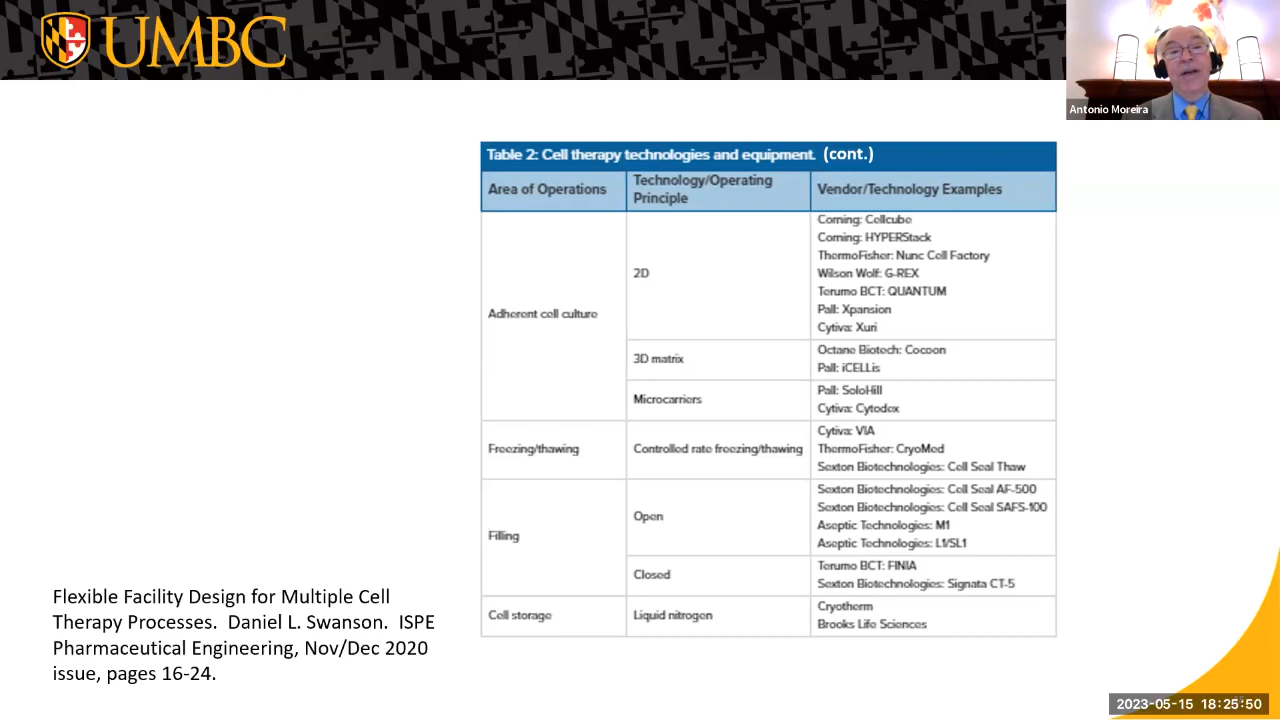 UMBC
Antonio Moreira
Table 2: Cell therapy technologies and equipment. (cont.)
Area of Operations
Technology/Operating
Principle
Vendor/Technology Examples
Adherent cell culture
2D
Corning: Cellcube
Corning: HYPERStack
ThermoFisher: Nunc Cell Factory
Wilson Wolf: G-REX
Terumo BCT: QUANTUM
Pall: Xpansion
Cytiva: Xuri
3D matrix
Octane Biotech: Cocoon
Pall: iCELLis
Microcarriers
Pall: SoloHill
Cytiva: Cytodex
Freezing/thawing
Controlled rate freezing/thawing
Cytiva: VIA
ThermoFisher: CryoMed
Sexton Biotechnologies: Cell Seal Thaw
Filling
Open
Sexton Biotechnologies: Cell Seal AF-500
Sexton Biotechnologies: Cell Seal SAFS-100
Aseptic Technologies: M1
Aseptic Technologies: L1/SL1
Closed
Terumo BCT: FINIA
Sexton Biotechnologies: Signata CT-5
Cell storage
Liquid nitrogen
Cryotherm
Brooks Life Sciences
Flexible Facility Design for Multiple Cell
Therapy Processes. Daniel L. Swanson. ISPE
Pharmaceutical Engineering, Nov/Dec 2020
issue, pages 16-24.
2023-05-15 18:25:50